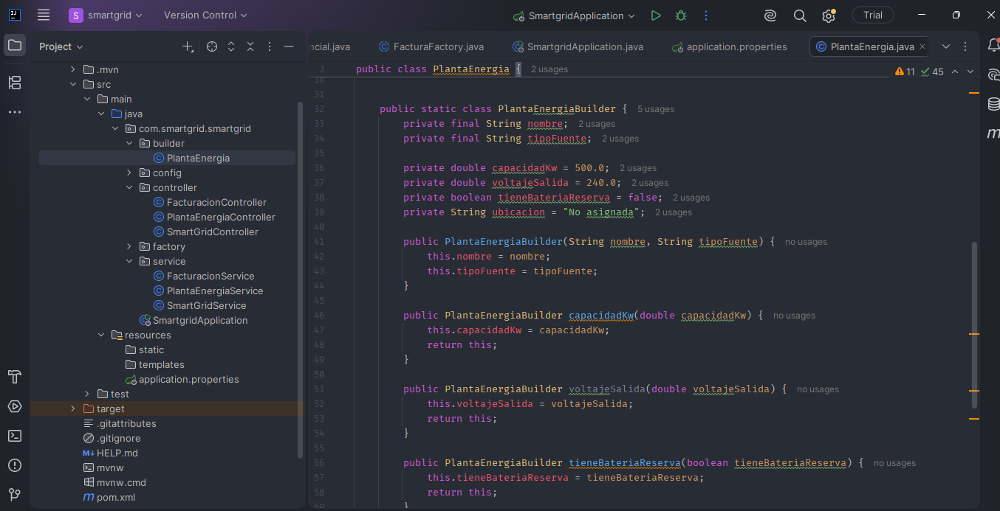 S smartgrid Version Control SmartgridApplication Trial
Project
ncial.java FacturaFactory.java SmartgridApplication.java application.properties PlantaEnergia.java
.mvn
src
main
java
com.smartgrid.smartgrid
builder
PlantaEnergia
config
controller
FacturacionController
PlantaEnergiaController
SmartGridController
factory
service
FacturacionService
PlantaEnergiaService
SmartGridService
SmartgridApplication
resources
static
templates
application.properties
test
target
.gitattributes
.gitignore
HELP.md
mvnw
mvnw.cmd
pom.xml
3 public class PlantaEnergia { 2 usages
11 45
30
31
32 public static class PlantaEnergiaBuilder { 5 usages
33 private final String nombre; 2 usages
34 private final String tipoFuente; 2 usages
35
36 private double capacidadKw = 500.0; 2 usages
37 private double voltajeSalida = 240.0; 2 usages
38 private boolean tieneBateriaReserva = false; 2 usages
39 private String ubicacion = "No asignada"; 2 usages
40
41 public PlantaEnergiaBuilder(String nombre, String tipoFuente) { no usages
42 this.nombre = nombre;
43 this.tipoFuente = tipoFuente;
44 }
45
46 public PlantaEnergiaBuilder capacidadKw(double capacidadKw) { no usages
47 this.capacidadKw = capacidadKw;
48 return this;
49 }
50
51 public PlantaEnergiaBuilder voltajeSalida(double voltajeSalida) { no usages
52 this.voltajeSalida = voltajeSalida;
53 return this;
54 }
55
56 public PlantaEnergiaBuilder tieneBateriaReserva(boolean tieneBateriaReserva) { no usages
57 this.tieneBateriaReserva = tieneBateriaReserva;
58 return this;
59 }